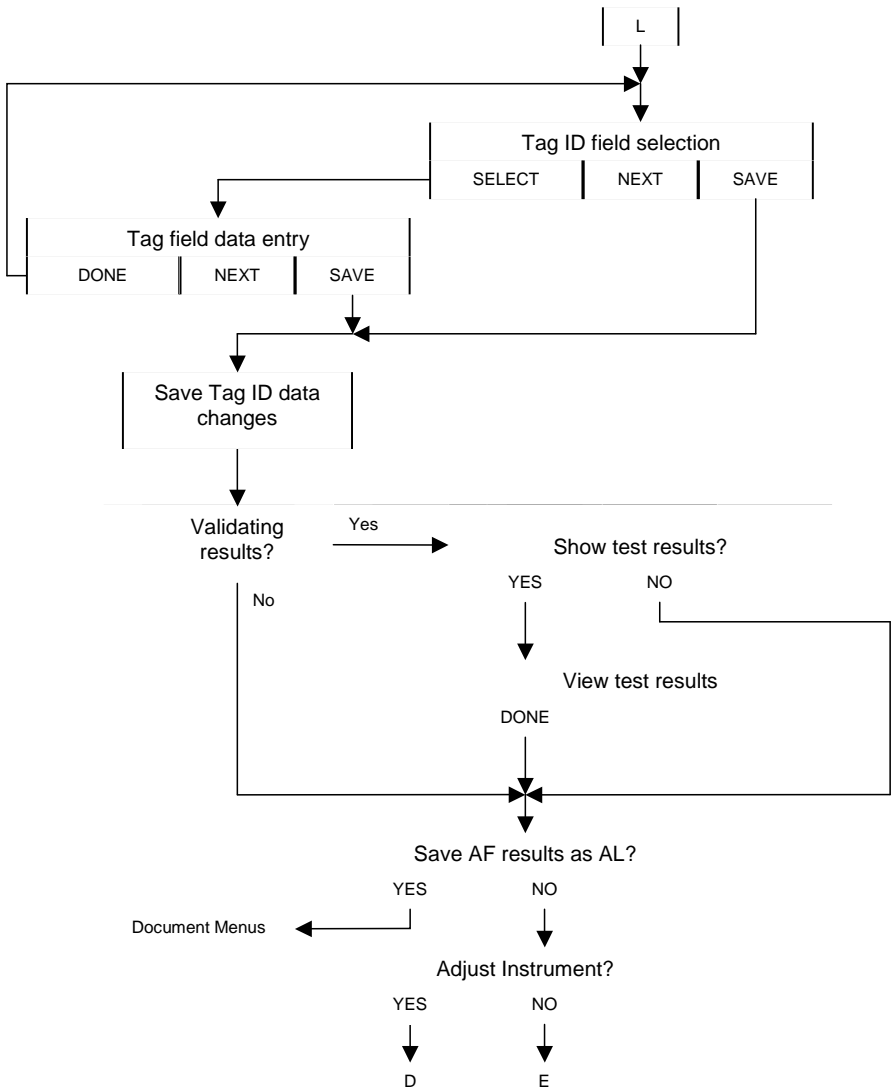 L
Tag ID field selection
SELECT NEXT SAVE
Tag field data entry
DONE NEXT SAVE
Save Tag ID data
changes
Validating
results?
Yes
Show test results?
YES NO
No
View test results
DONE
Save AF results as AL?
YES NO
Document Menus
Adjust Instrument?
YES NO
D E